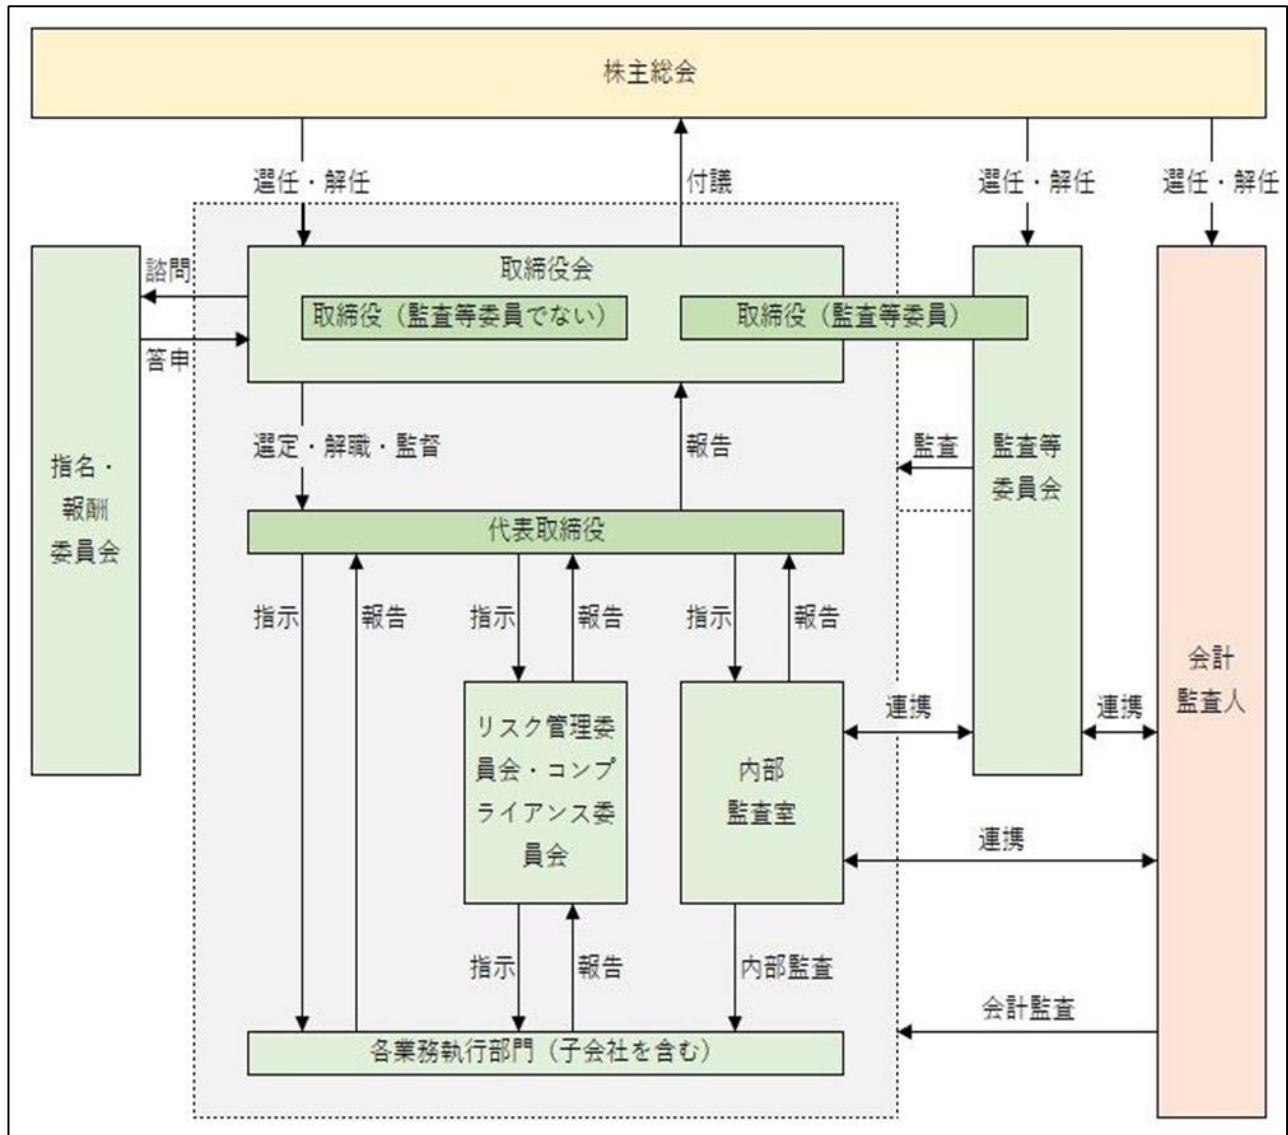 株主総会
選任・解任
付議
選任・解任
選任・解任
取締役会
諮問
取締役（監査等委員でない）
取締役（監査等委員）
答申
選定・解職・監督
報告
監査
監査等
委員会
指名・
報酬
委員会
代表取締役
指示
報告
指示
報告
指示
報告
会計
監査人
リスク管理委
員会・コンプ
ライアンス委
員会
内部
監査室
連携
連携
連携
指示
報告
内部監査
会計監査
各業務執行部門（子会社を含む）